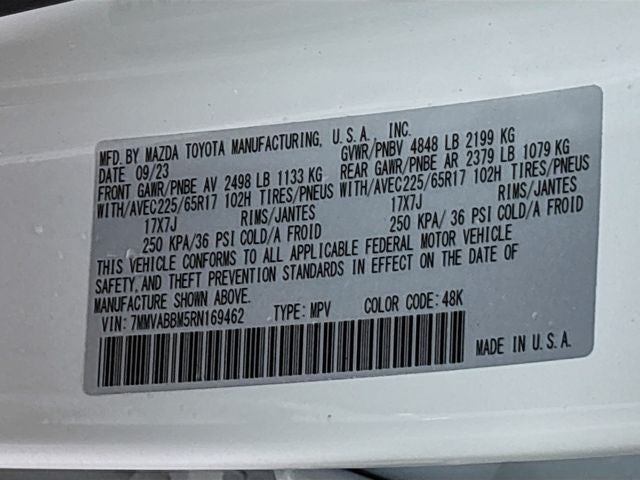 MFD. BY MAZDA TOYOTA MANUFACTURING, U.S.A., INC.
DATE 09/23 GVWR/PNBV 4848 LB 2199 KG
FRONT GAWR/PNBE AV 2498 LB 1133 KG REAR GAWR/PNBE AR 2379 LB 1079 KG
WITH/AVEC225/65R17 102H TIRES/PNEUS WITH/AVEC225/65R17 102H TIRES/PNEUS
17X7J RIMS/JANTES 17X7J RIMS/JANTES
250 KPA/36 PSI COLD/A FROID 250 KPA/ 36 PSI COLD/A FROID
THIS VEHICLE CONFORMS TO ALL APPLICABLE FEDERAL MOTOR VEHICLE
SAFETY, AND THEFT PREVENTION STANDARDS IN EFFECT ON THE DATE OF
MANUFACTURE SHOWN ABOVE.
VIN: 7MMVABBM5RN169462 TYPE: MPV COLOR CODE: 48K
MADE IN U.S.A.